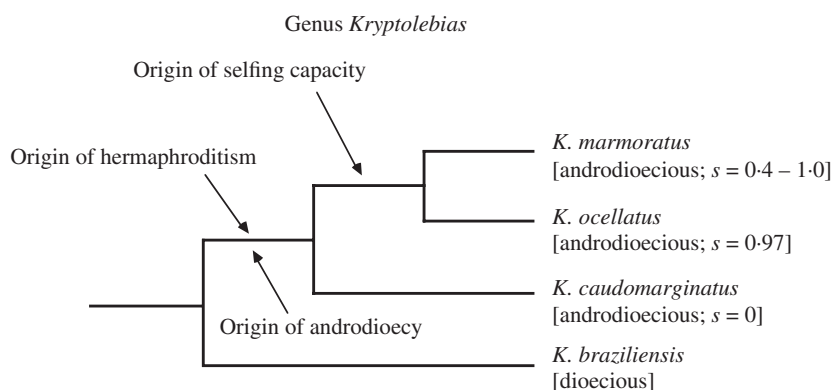 Genus Kryptolebias
Origin of selfing capacity
Origin of hermaphroditism
K. marmoratus
[androdioecious; s = 0·4 – 1·0]
K. ocellatus
[androdioecious; s = 0·97]
K. caudomarginatus
[androdioecious; s = 0]
Origin of androdioecy
K. braziliensis
[dioecious]